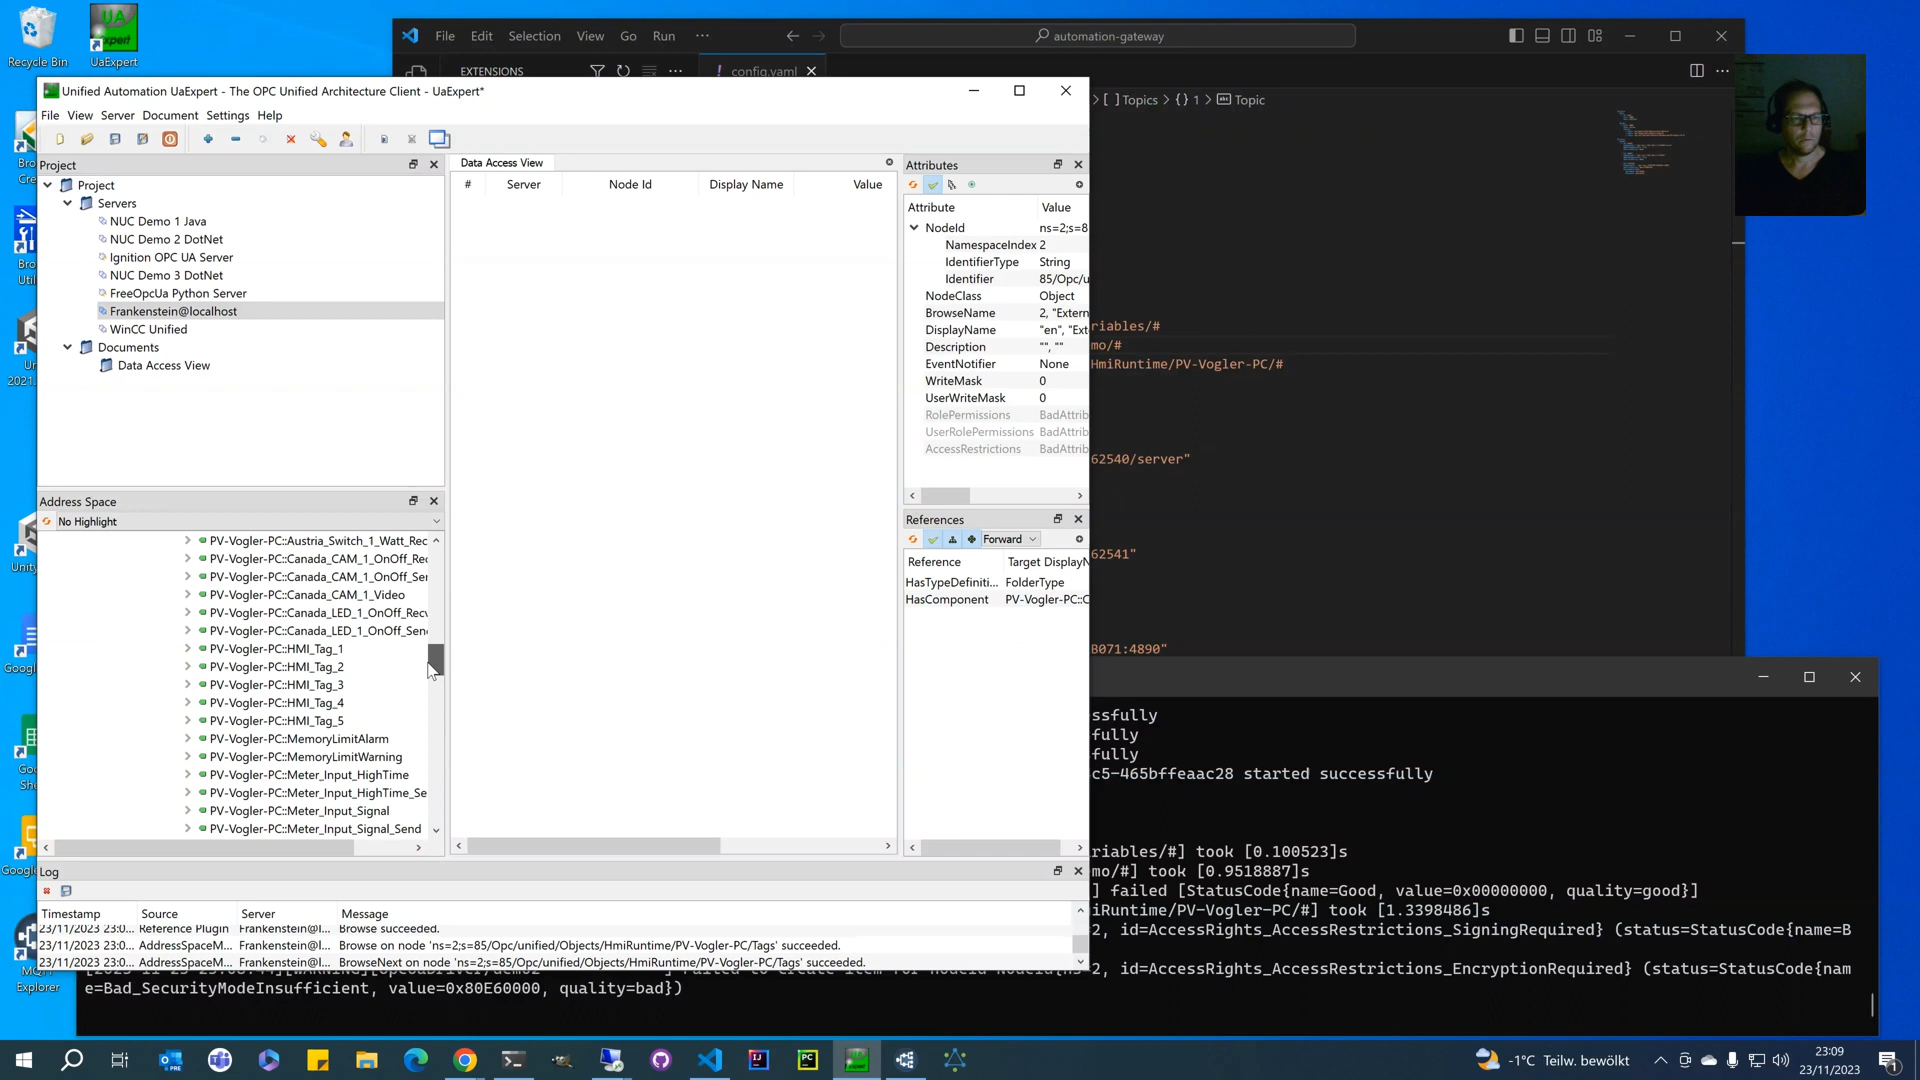 Recycle Bin
UaExpert
File Edit Selection View Go Run ···
automation-gateway
EXTENSIONS
config.yaml
Topics > {} 1 > Topic
Unified Automation UaExpert - The OPC Unified Architecture Client - UaExpert*
File View Server Document Settings Help
Project
Project
Servers
NUC Demo 1 Java
NUC Demo 2 DotNet
Ignition OPC UA Server
NUC Demo 3 DotNet
FreeOpcUa Python Server
Frankenstein@localhost
WinCC Unified
Documents
Data Access View
Data Access View
# Server Node Id Display Name Value
Attributes
Attribute Value
NodeId ns=2;s=8
NamespaceIndex 2
IdentifierType String
Identifier 85/Opc/u
NodeClass Object
BrowseName 2, "Extern
DisplayName "en", "Ext
Description "", ""
EventNotifier None
WriteMask 0
UserWriteMask 0
RolePermissions BadAttrib
UserRolePermissions BadAttrib
AccessRestrictions BadAttrib
riables/#
mo/#
HmiRuntime/PV-Vogler-PC/#
62540/server"
62541"
B071:4890"
Address Space
No Highlight
PV-Vogler-PC::Austria_Switch_1_Watt_Rec
PV-Vogler-PC::Canada_CAM_1_OnOff_Rec
PV-Vogler-PC::Canada_CAM_1_OnOff_Ser
PV-Vogler-PC::Canada_CAM_1_Video
PV-Vogler-PC::Canada_LED_1_OnOff_Recv
PV-Vogler-PC::Canada_LED_1_OnOff_Sen
PV-Vogler-PC::HMI_Tag_1
PV-Vogler-PC::HMI_Tag_2
PV-Vogler-PC::HMI_Tag_3
PV-Vogler-PC::HMI_Tag_4
PV-Vogler-PC::HMI_Tag_5
PV-Vogler-PC::MemoryLimitAlarm
PV-Vogler-PC::MemoryLimitWarning
PV-Vogler-PC::Meter_Input_HighTime
PV-Vogler-PC::Meter_Input_HighTime_Se
PV-Vogler-PC::Meter_Input_Signal
PV-Vogler-PC::Meter_Input_Signal_Send
References
Forward
Reference Target DisplayN
HasTypeDefiniti... FolderType
HasComponent PV-Vogler-PC::C
Log
Timestamp Source Server Message
23/11/2023 23:0... Reference Plugin Frankenstein@l... Browse succeeded.
23/11/2023 23:0... AddressSpaceM... Frankenstein@l... Browse on node 'ns=2;s=85/Opc/unified/Objects/HmiRuntime/PV-Vogler-PC/Tags' succeeded.
23/11/2023 23:0... AddressSpaceM... Frankenstein@l... BrowseNext on node 'ns=2;s=85/Opc/unified/Objects/HmiRuntime/PV-Vogler-PC/Tags' succeeded.
ssfully
fully
fully
c5-465bffeaac28 started successfully
riables/#] took [0.100523]s
mo/#] took [0.9518887]s
] failed [StatusCode{name=Good, value=0x00000000, quality=good}]
iRuntime/PV-Vogler-PC/#] took [1.3398486]s
2, id=AccessRights_AccessRestrictions_SigningRequired} (status=StatusCode{name=B
2, id=AccessRights_AccessRestrictions_EncryptionRequired} (status=StatusCode{nam
e=Bad_SecurityModeInsufficient, value=0x80E60000, quality=bad})
Explorer
-1°C Teilw. bewölkt
23:09
23/11/2023
1